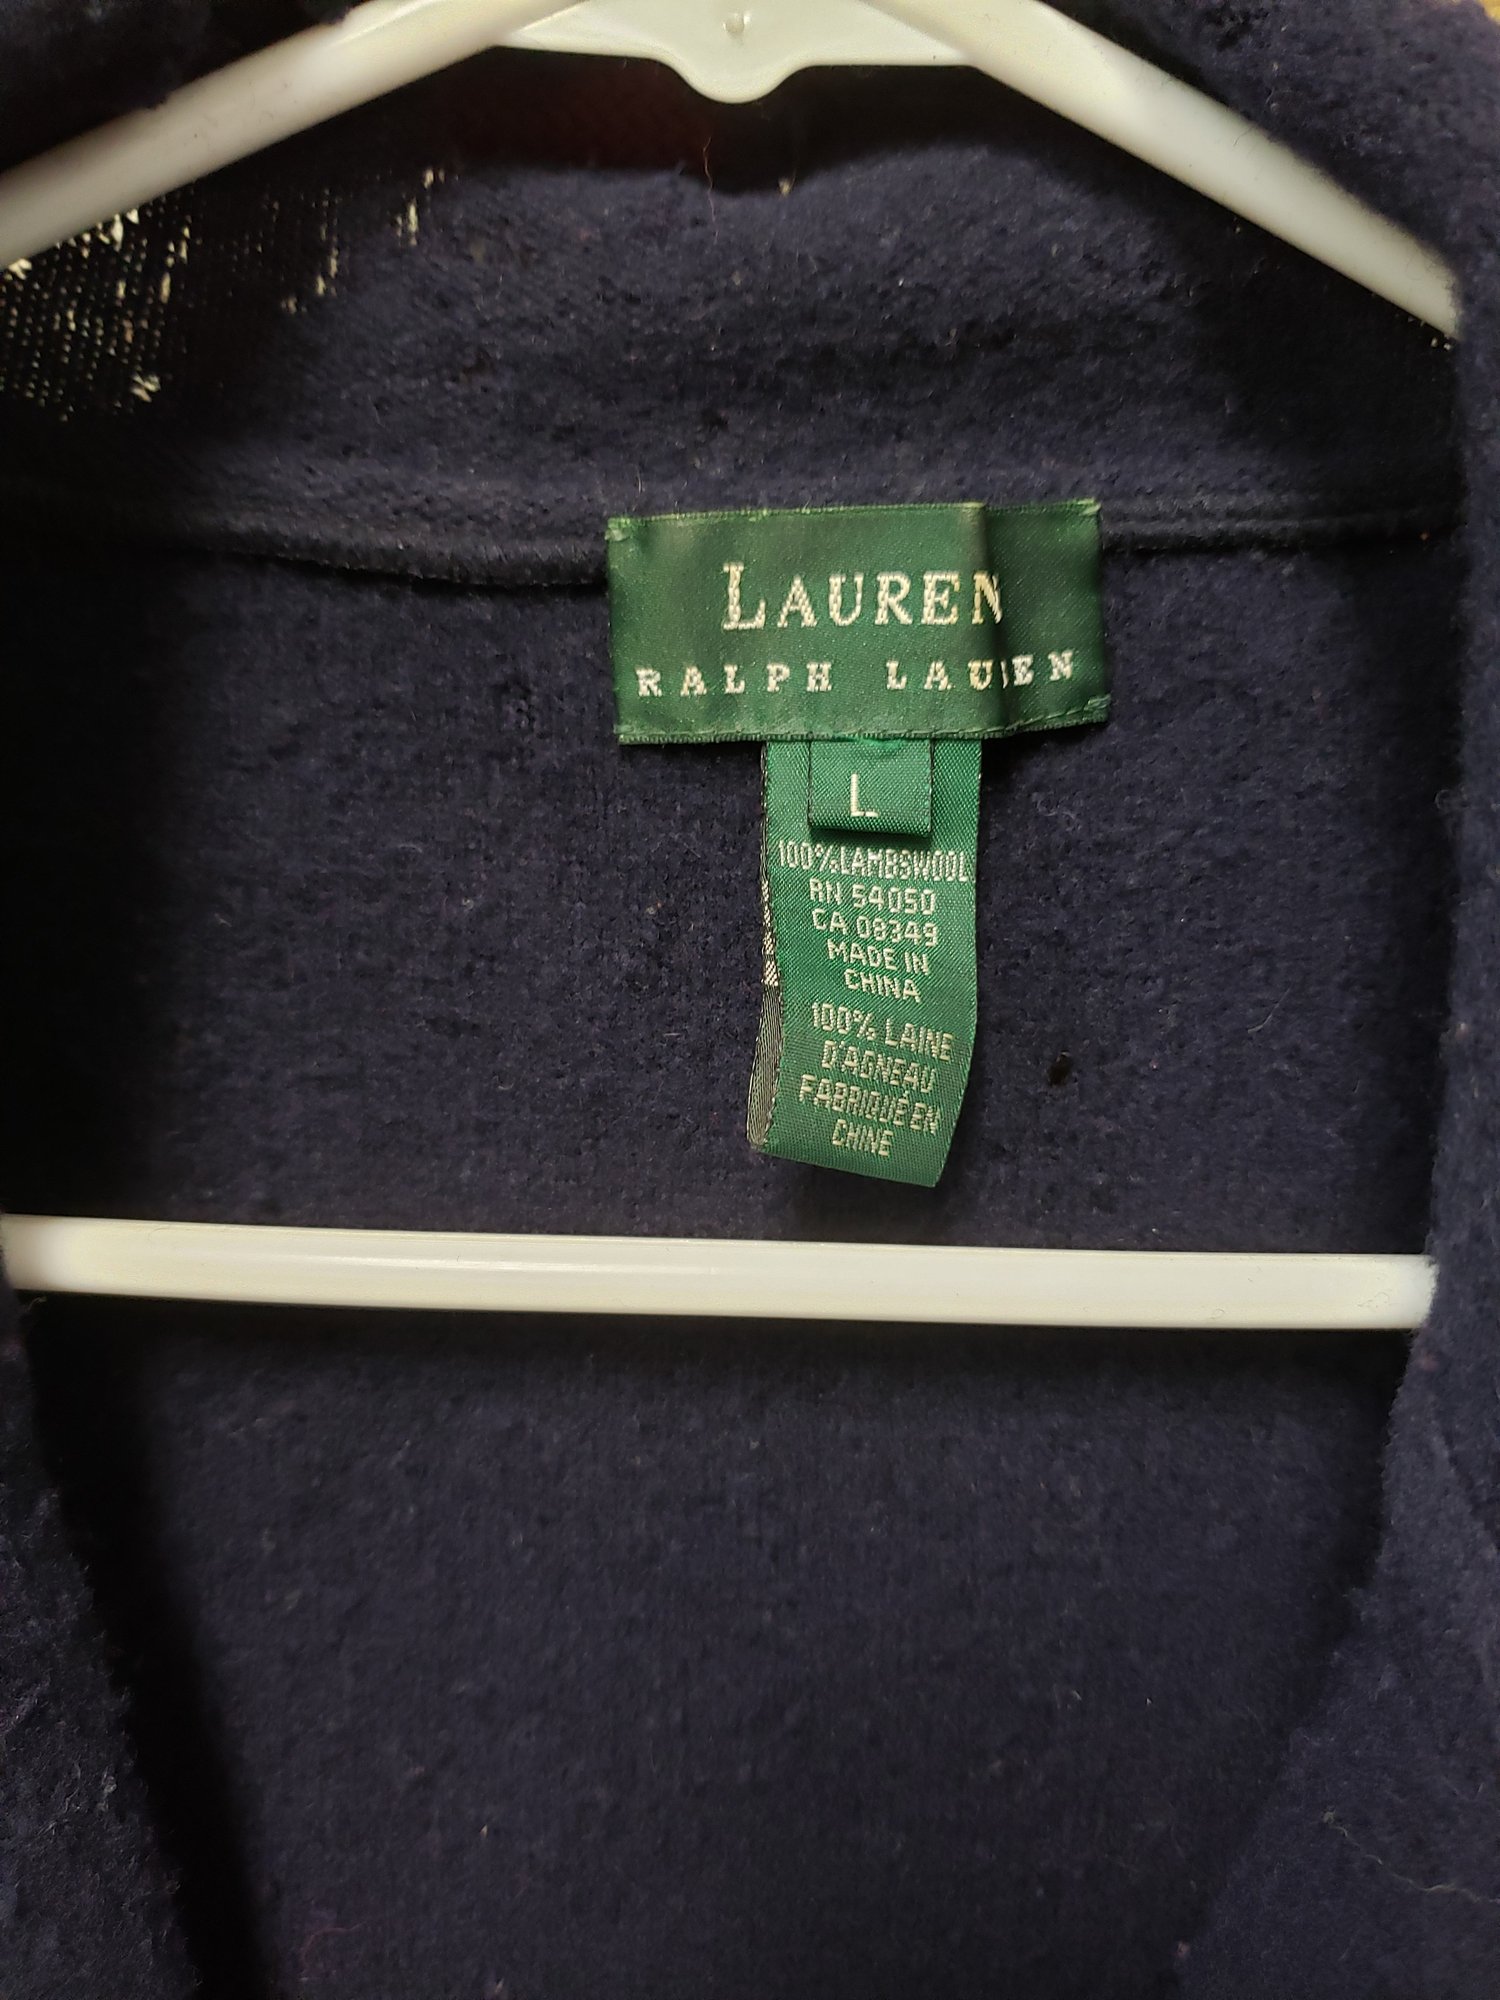 LAUREN
RALPH LAUREN
L
100% LAMBSWOOL
RN 54050
CA 08349
MADE IN
CHINA
100% LAINE
D'AGNEAU
FABRIQUÉ EN
CHINE